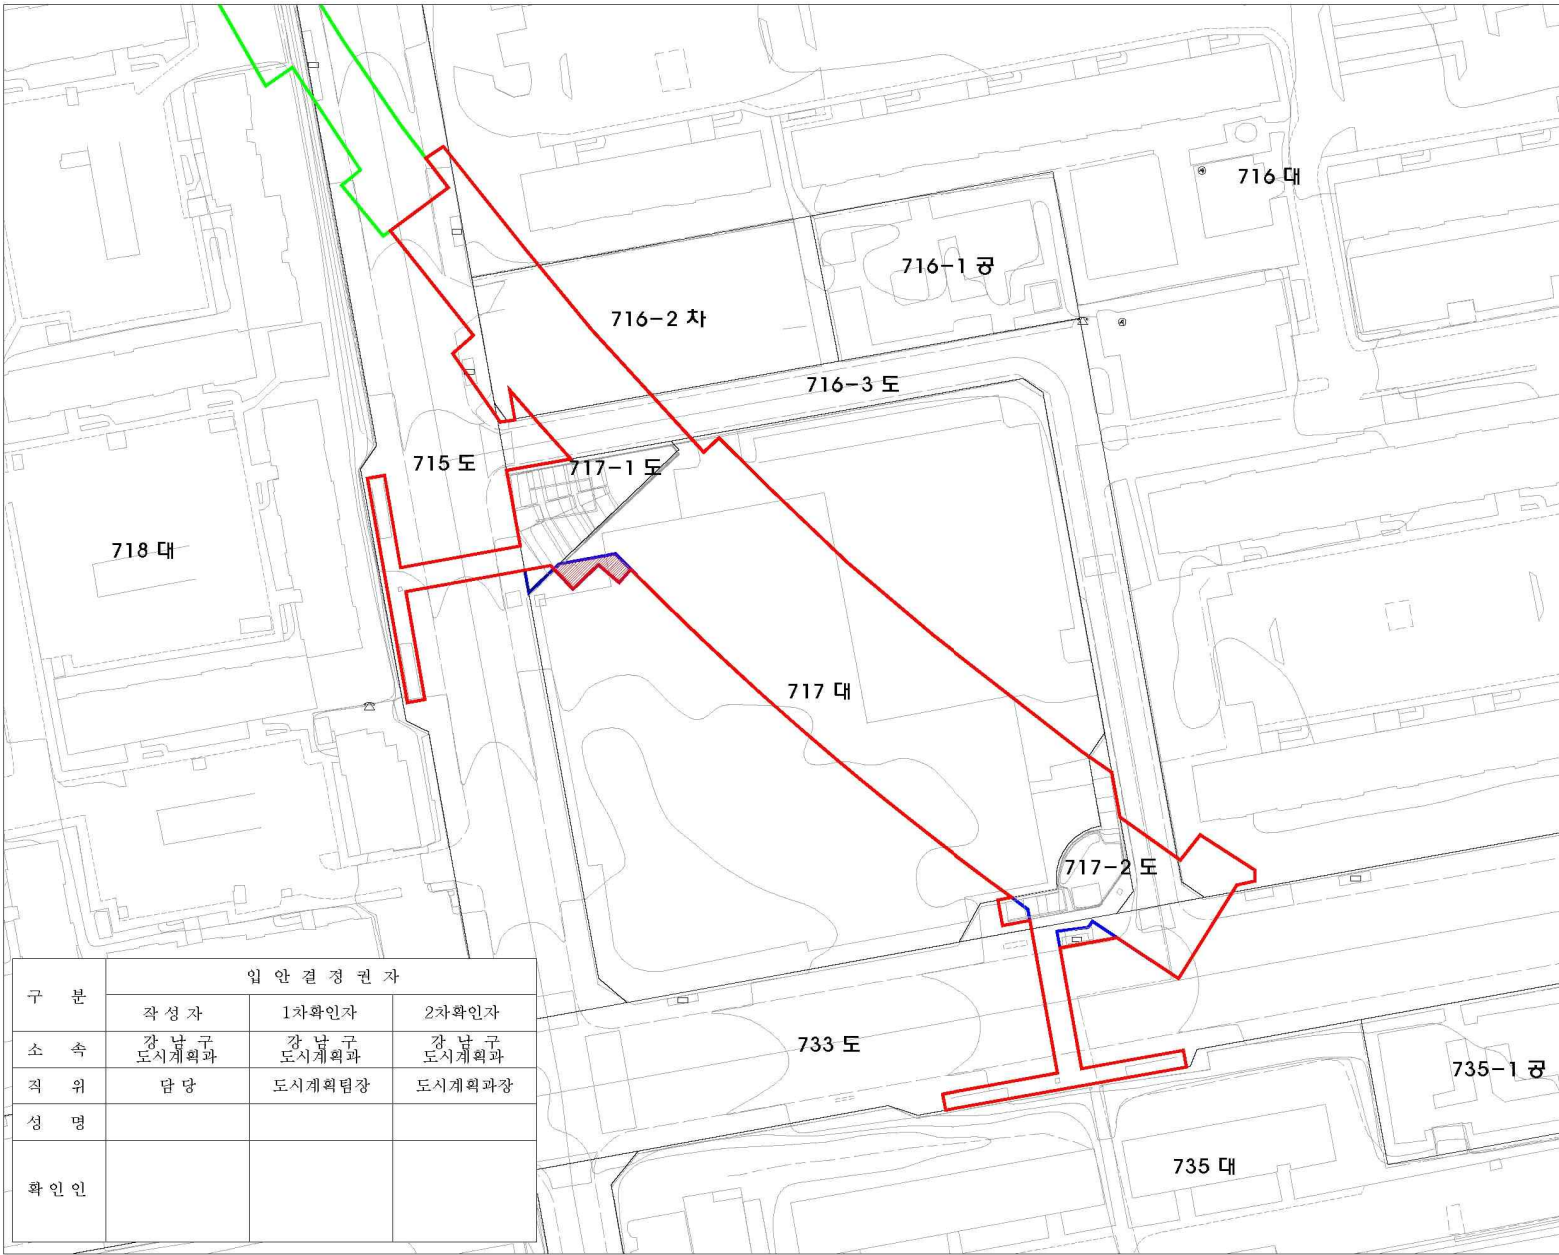 716 대
716-1 공
716-2 차
716-3 도
715 도
717-1 도
718 대
717 대
717-2 도
733 도
735-1 공
735 대
구 분 입 안 결 정 권 자
작 성 자 1차확인자 2차확인자
소 속 강 남 구 도시계획과 강 남 구 도시계획과 강 남 구 도시계획과
직 위 담 당 도시계획팀장 도시계획과장
성 명
확 인 인